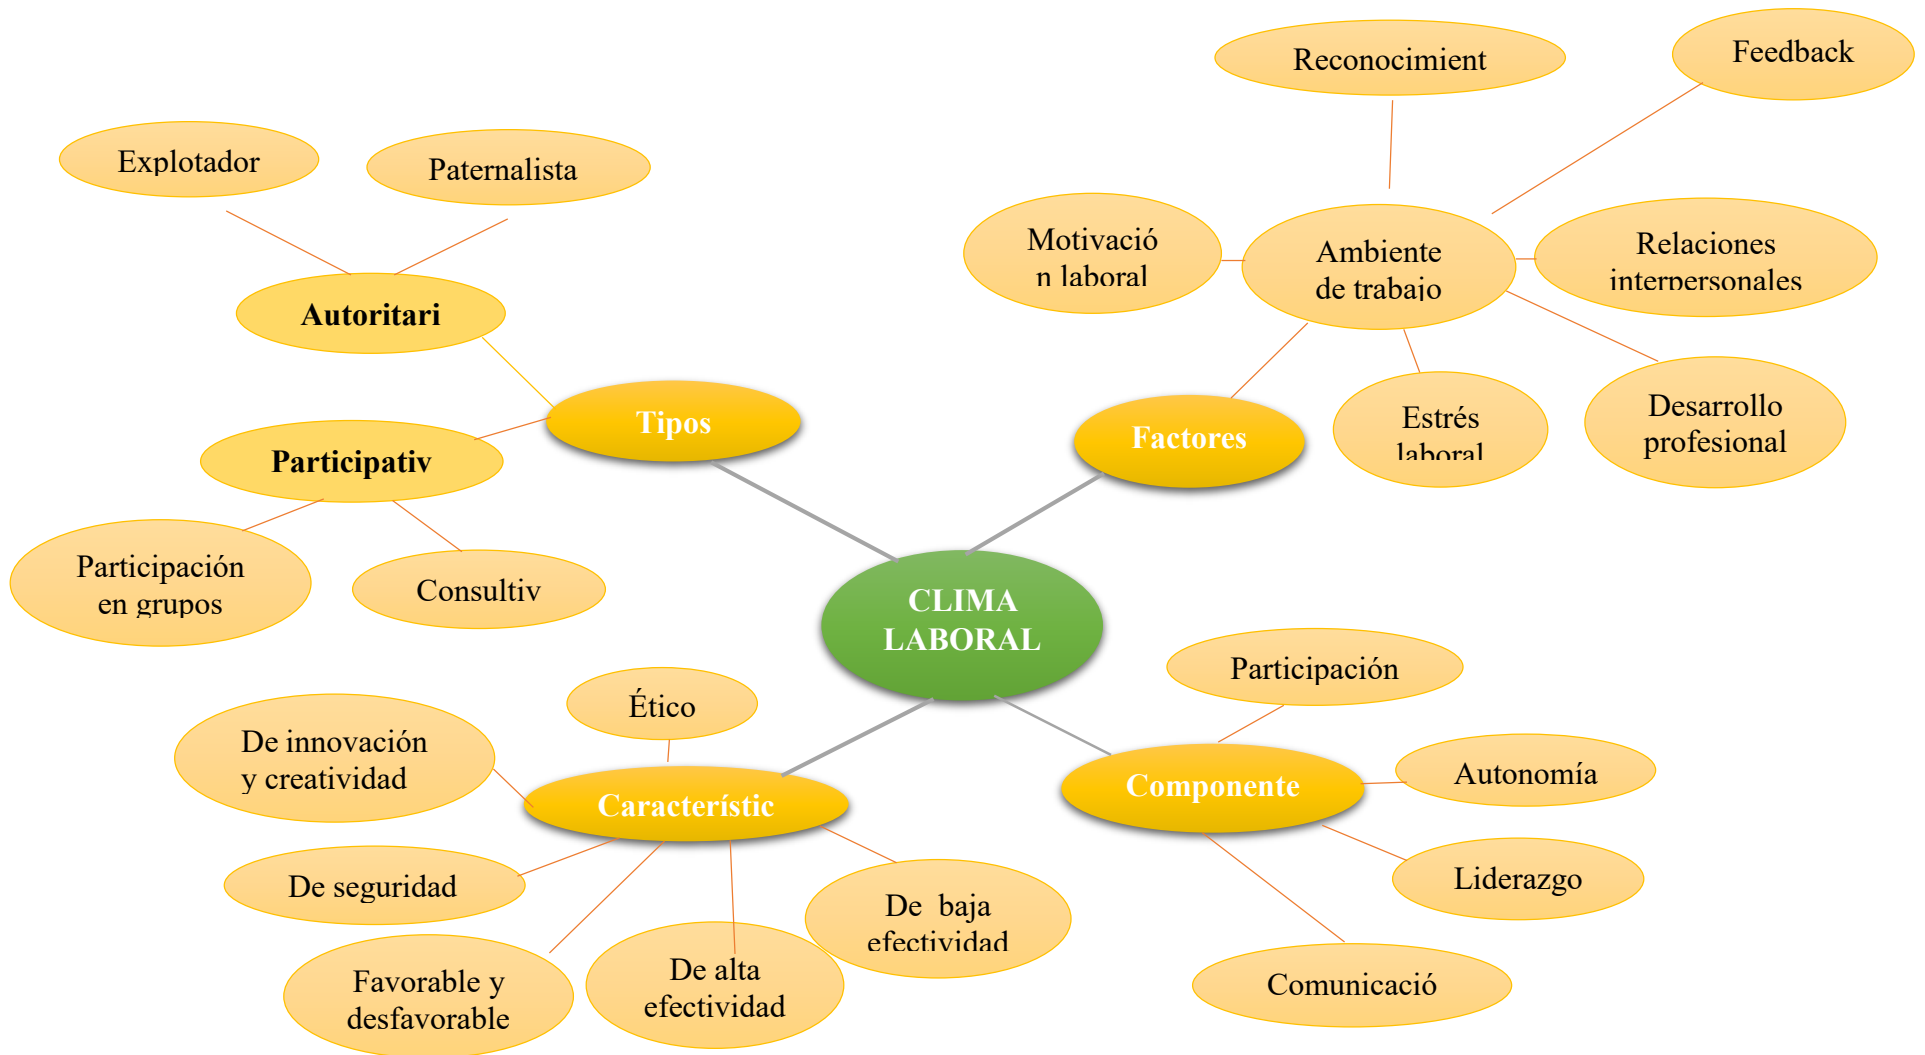 Reconocimient
Feedback
Explotador
Paternalista
Motivació
n laboral
Ambiente
de trabajo
Relaciones
interpersonales
Autoritari
Tipos
Factores
Estrés
laboral
Desarrollo
profesional
Participativ
Participación
en grupos
Consultiv
CLIMA
LABORAL
Participación
Ético
De innovación
y creatividad
Autonomía
Componente
Característic
De seguridad
Liderazgo
De baja
efectividad
De alta
efectividad
Favorable y
desfavorable
Comunicació